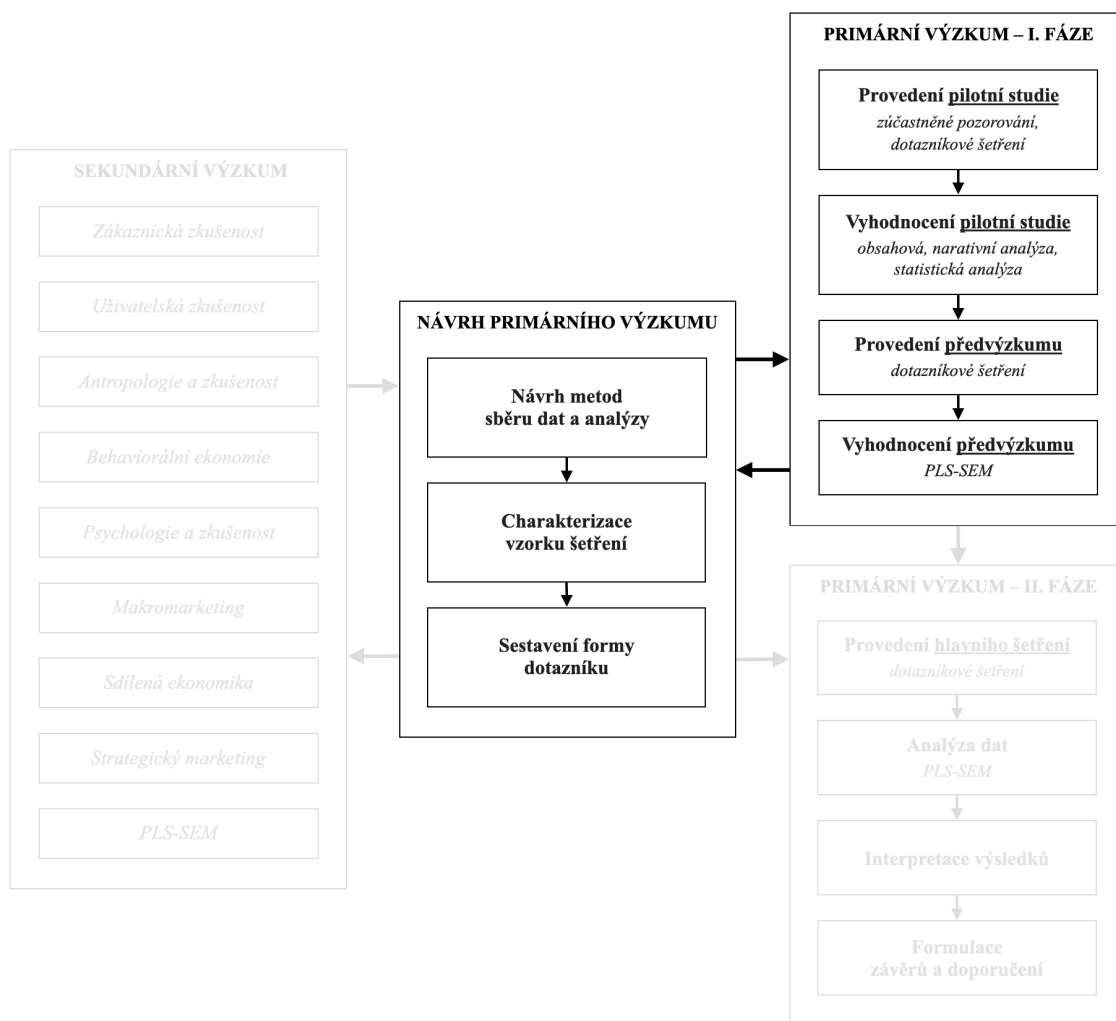 SEKUNDÁRNÍ VÝZKUM
Zákaznická zkušenost
Uživatelská zkušenost
Antropologie a zkušenost
Behaviorální ekonomie
Psychologie a zkušenost
Makromarketing
Sdílená ekonomika
Strategický marketing
PLS-SEM
NÁVRH PRIMÁRNÍHO VÝZKUMU
Návrh metod
sběru dat a analýzy
Charakterizace
vzorku šetření
Sestavení formy
dotazníku
PRIMÁRNÍ VÝZKUM – I. FÁZE
Provedení pilotní studie
zúčastněné pozorování,
dotazníkové šetření
Vyhodnocení pilotní studie
obsahová, narativní analýza,
statistická analýza
Provedení předvýzkumu
dotazníkové šetření
Vyhodnocení předvýzkumu
PLS-SEM
PRIMÁRNÍ VÝZKUM – II. FÁZE
Provedení hlavního šetření
dotazníkové šetření
Analýza dat
PLS-SEM
Interpretace výsledků
Formulace
závěrů a doporučení